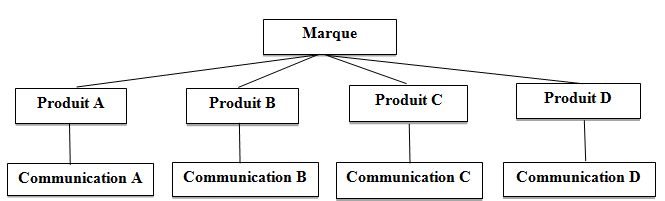 Marque
Produit A
Produit B
Produit C
Produit D
Communication A
Communication B
Communication C
Communication D